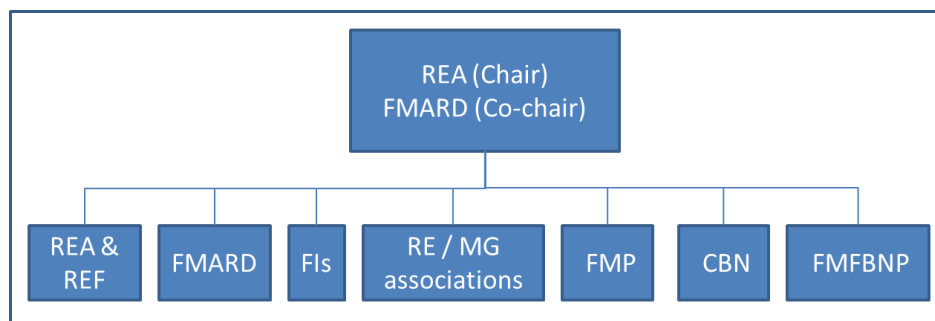 REA (Chair)
FMARD (Co-chair)
REA &
REF
FMARD
FIs
RE / MG
associations
FMP
CBN
FMFBNP